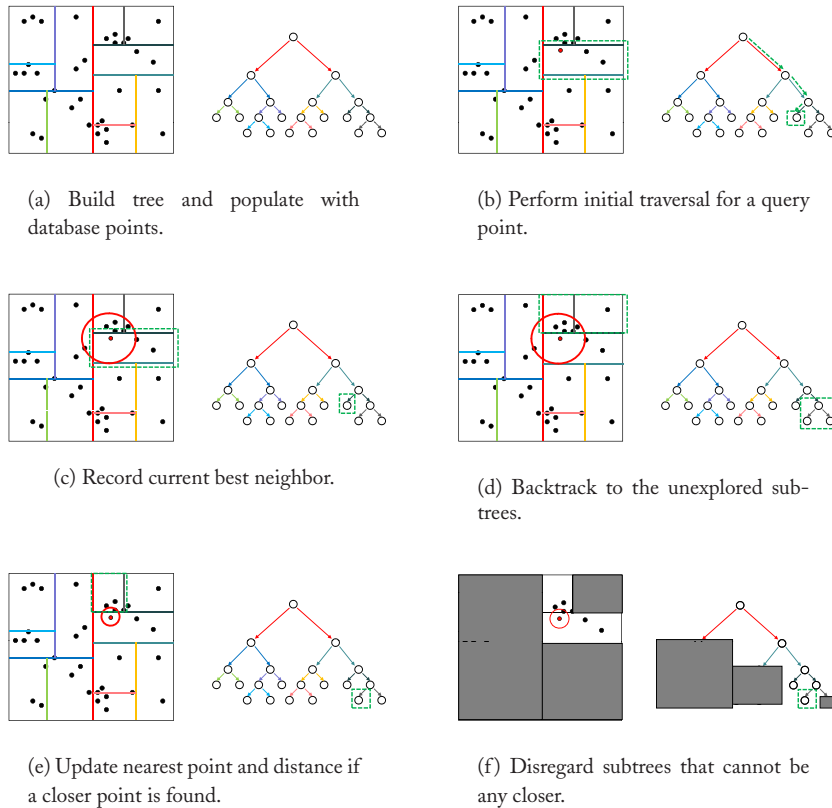 (a) Build tree and populate with
database points.
(b) Perform initial traversal for a query
point.
(c) Record current best neighbor.
(d) Backtrack to the unexplored sub-
trees.
(e) Update nearest point and distance if
a closer point is found.
(f) Disregard subtrees that cannot be
any closer.